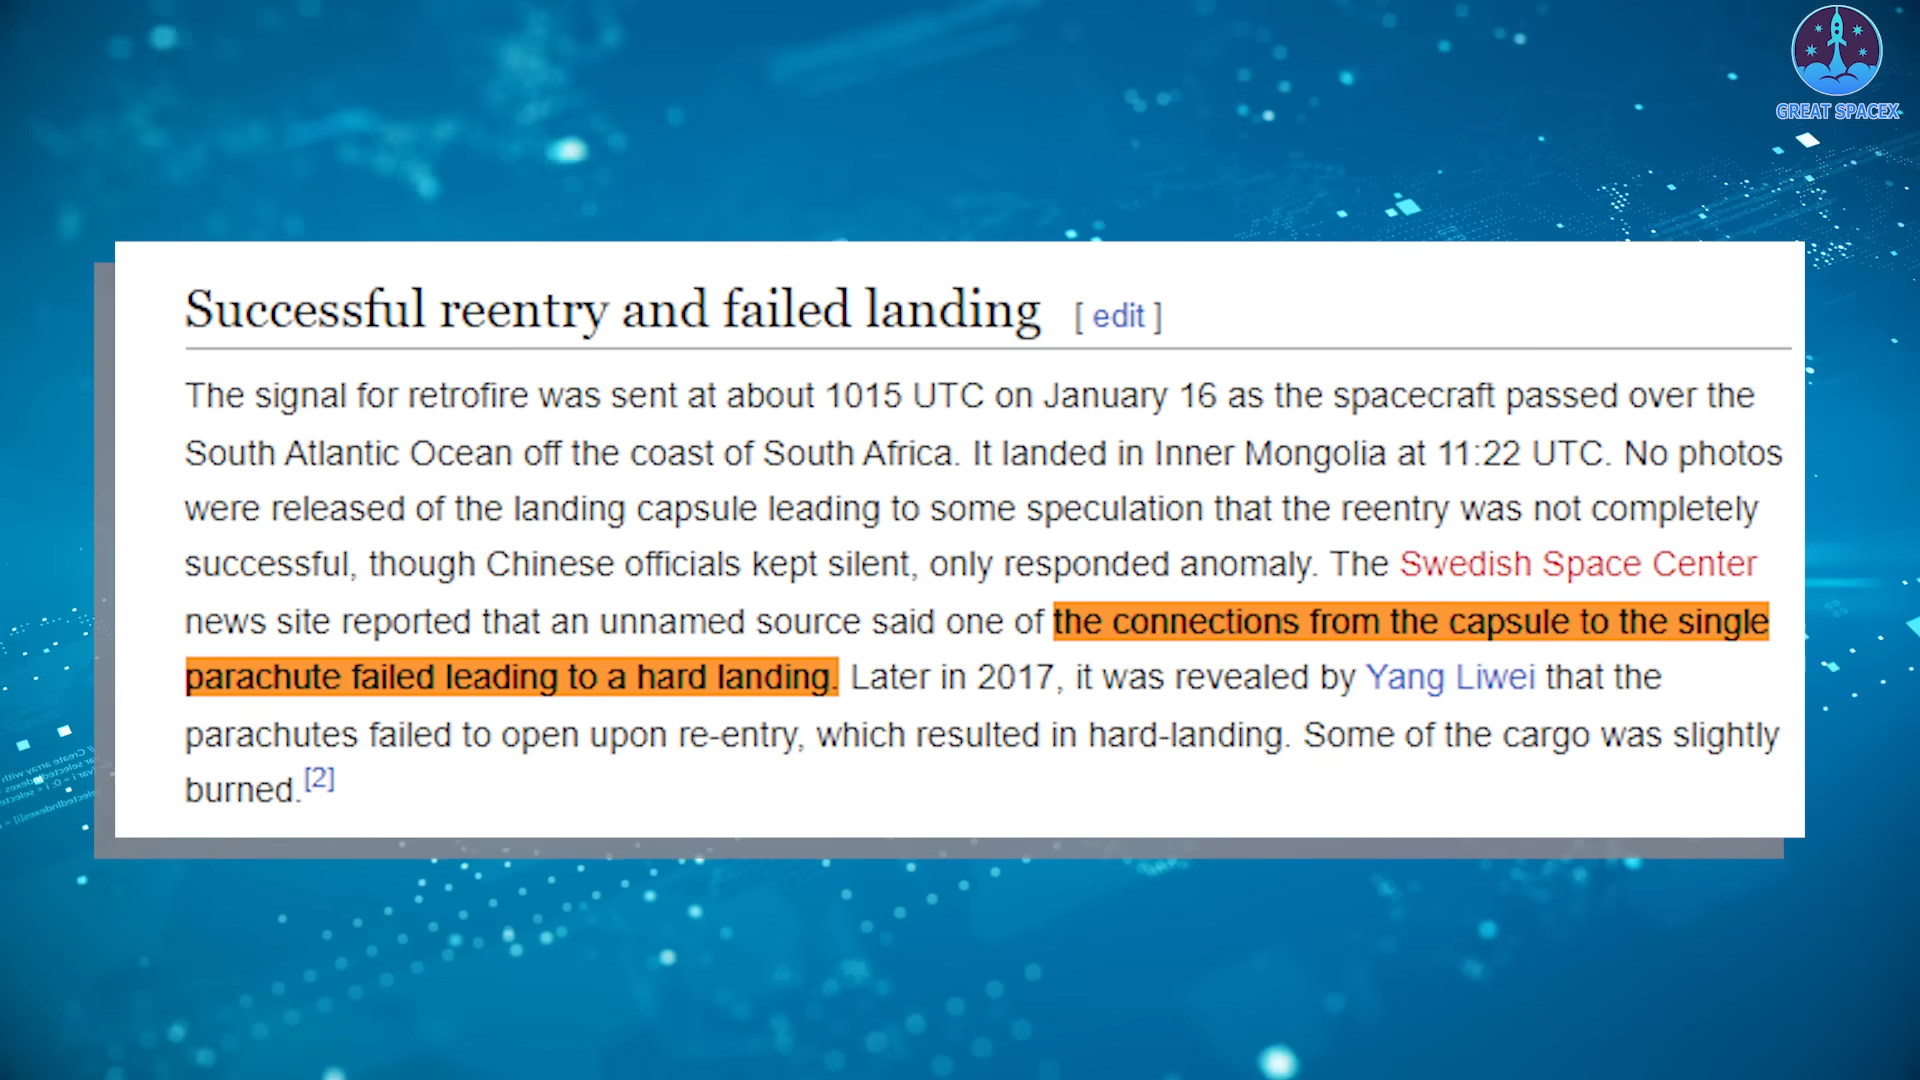 GREAT SPACEX
Successful reentry and failed landing [ edit ]
The signal for retrofire was sent at about 1015 UTC on January 16 as the spacecraft passed over the
South Atlantic Ocean off the coast of South Africa. It landed in Inner Mongolia at 11:22 UTC. No photos
were released of the landing capsule leading to some speculation that the reentry was not completely
successful, though Chinese officials kept silent, only responded anomaly. The Swedish Space Center
news site reported that an unnamed source said one of the connections from the capsule to the single
parachute failed leading to a hard landing. Later in 2017, it was revealed by Yang Liwei that the
parachutes failed to open upon re-entry, which resulted in hard-landing. Some of the cargo was slightly
burned.[2]
// Create array with